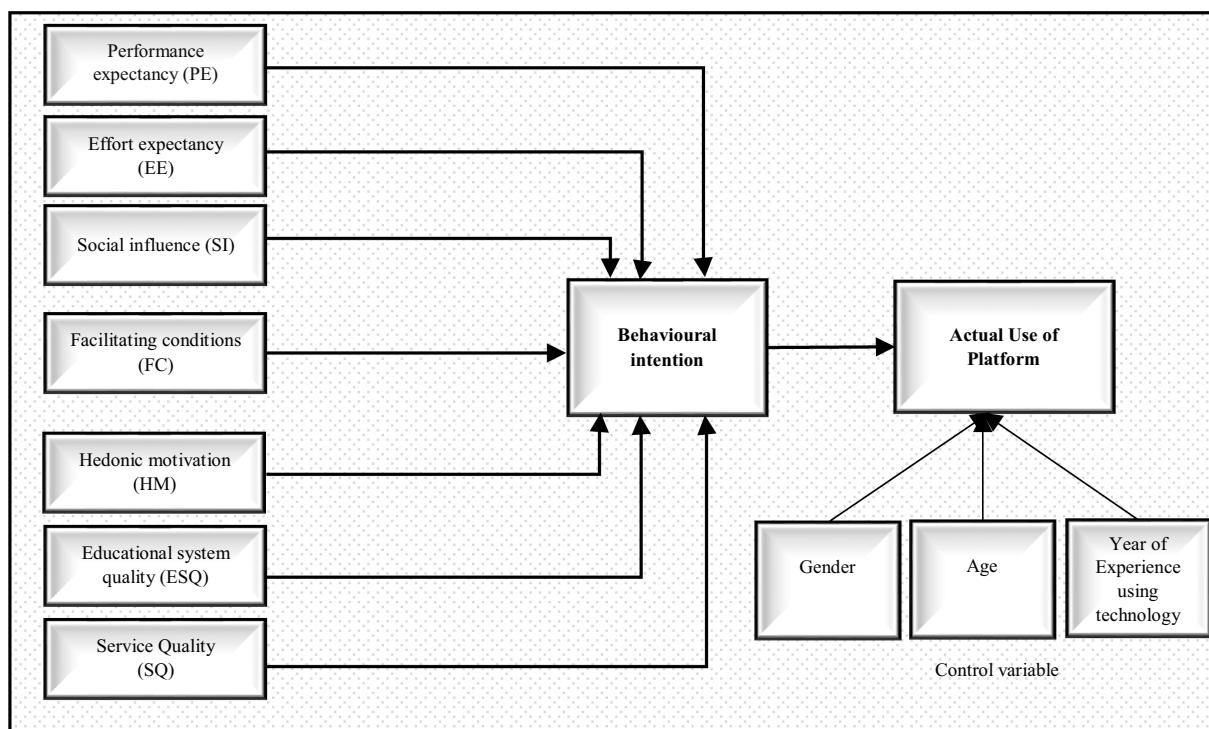 Performance
expectancy (PE)
Effort expectancy
(EE)
Social influence (SI)
Facilitating conditions
(FC)
Hedonic motivation
(HM)
Educational system
quality (ESQ)
Service Quality
(SQ)
Behavioural
intention
Actual Use of
Platform
Gender
Age
Year of
Experience
using
technology
Control variable